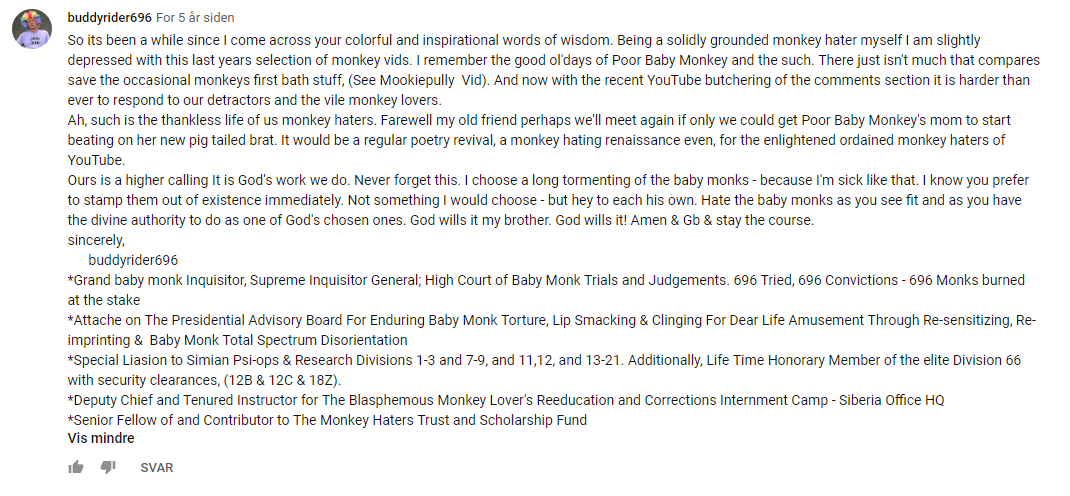 buddyrider696 For 5 år siden
So its been a while since I come across your colorful and inspirational words of wisdom. Being a solidly grounded monkey hater myself I am slightly
depressed with this last years selection of monkey vids. I remember the good ol'days of Poor Baby Monkey and the such. There just isn't much that compares
save the occasional monkeys first bath stuff, (See Mookiepully Vid). And now with the recent YouTube butchering of the comments section it is harder than
ever to respond to our detractors and the vile monkey lovers.
Ah, such is the thankless life of us monkey haters. Farewell my old friend perhaps we'll meet again if only we could get Poor Baby Monkey's mom to start
beating on her new pig tailed brat. It would be a regular poetry revival, a monkey hating renaissance even, for the enlightened ordained monkey haters of
YouTube.
Ours is a higher calling It is God's work we do. Never forget this. I choose a long tormenting of the baby monks - because I'm sick like that. I know you prefer
to stamp them out of existence immediately. Not something I would choose - but hey to each his own. Hate the baby monks as you see fit and as you have
the divine authority to do as one of God's chosen ones. God wills it my brother. God wills it! Amen & Gb & stay the course.
sincerely,
buddyrider696
*Grand baby monk Inquisitor, Supreme Inquisitor General; High Court of Baby Monk Trials and Judgements. 696 Tried, 696 Convictions - 696 Monks burned
at the stake
*Attache on The Presidential Advisory Board For Enduring Baby Monk Torture, Lip Smacking & Clinging For Dear Life Amusement Through Re-sensitizing, Re-
imprinting & Baby Monk Total Spectrum Disorientation
*Special Liasion to Simian Psi-ops & Research Divisions 1-3 and 7-9, and 11,12, and 13-21. Additionally, Life Time Honorary Member of the elite Division 66
with security clearances, (12B & 12C & 18Z).
*Deputy Chief and Tenured Instructor for The Blasphemous Monkey Lover's Reeducation and Corrections Internment Camp - Siberia Office HQ
*Senior Fellow of and Contributor to The Monkey Haters Trust and Scholarship Fund
Vis mindre
SVAR